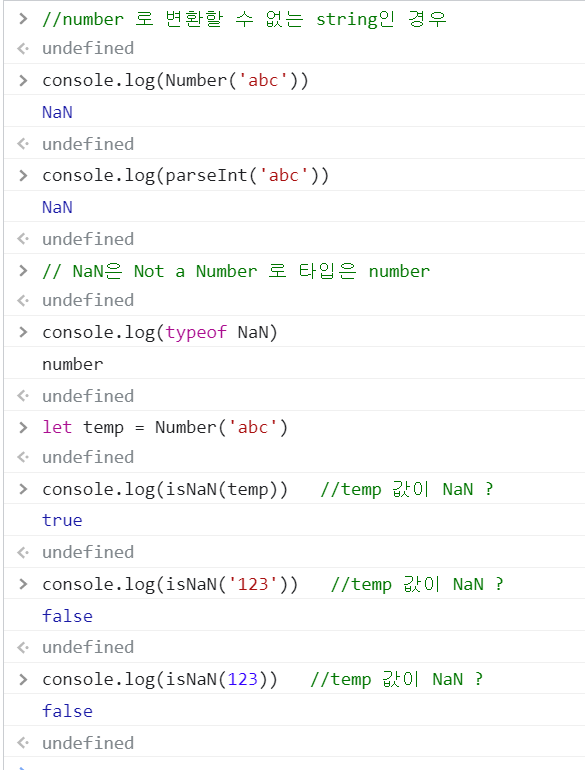 > //number 로 변환할 수 없는 string인 경우
<· undefined
> console.log(Number('abc'))
NaN
<· undefined
> console.log(parseInt('abc'))
NaN
<· undefined
> // NaN은 Not a Number 로 타입은 number
<· undefined
> console.log(typeof NaN)
number
<· undefined
> let temp = Number('abc')
<· undefined
> console.log(isNaN(temp))   //temp 값이 NaN ?
true
<· undefined
> console.log(isNaN('123'))   //temp 값이 NaN ?
false
<· undefined
> console.log(isNaN(123))   //temp 값이 NaN ?
false
<· undefined